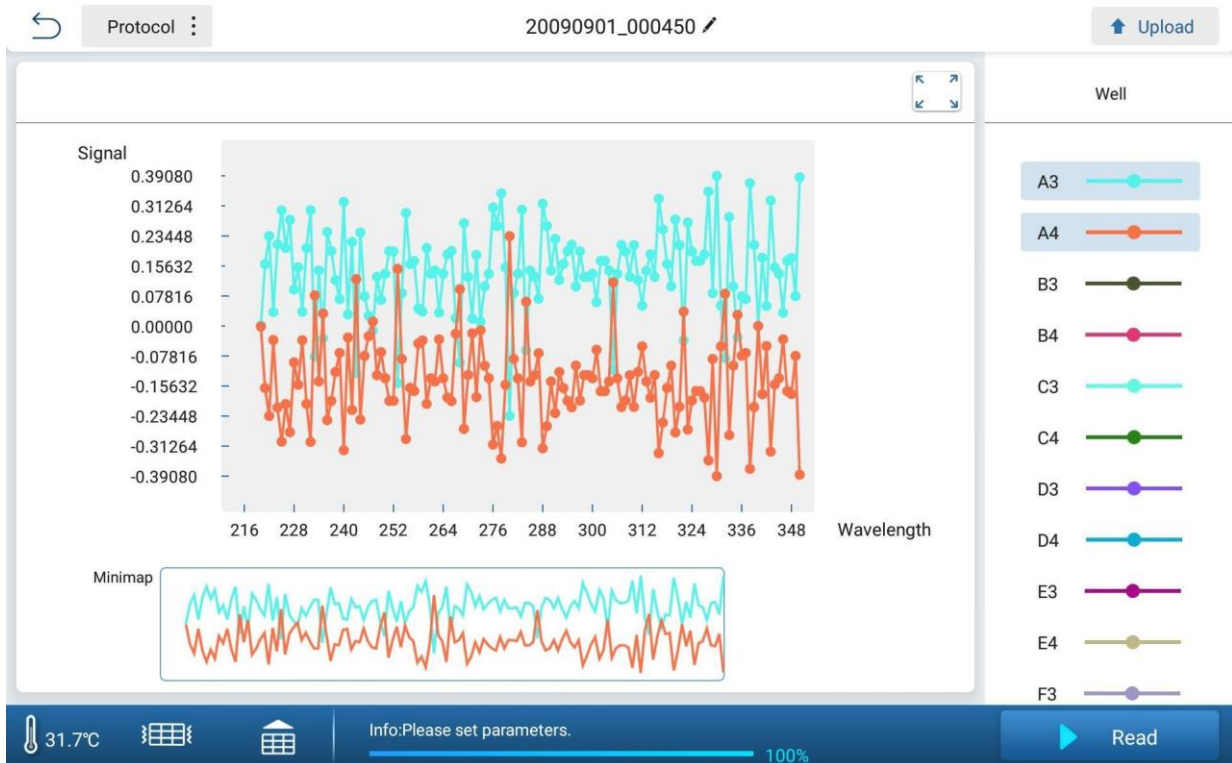 Protocol
20090901_000450
Upload
Well
Signal
0.39080
0.31264
0.23448
0.15632
0.07816
0.00000
-0.07816
-0.15632
-0.23448
-0.31264
-0.39080
216 228 240 252 264 276 288 300 312 324 336 348 Wavelength
Minimap
A3
A4
B3
B4
C3
C4
D3
D4
E3
E4
F3
31.7℃
Info:Please set parameters.
100%
Read